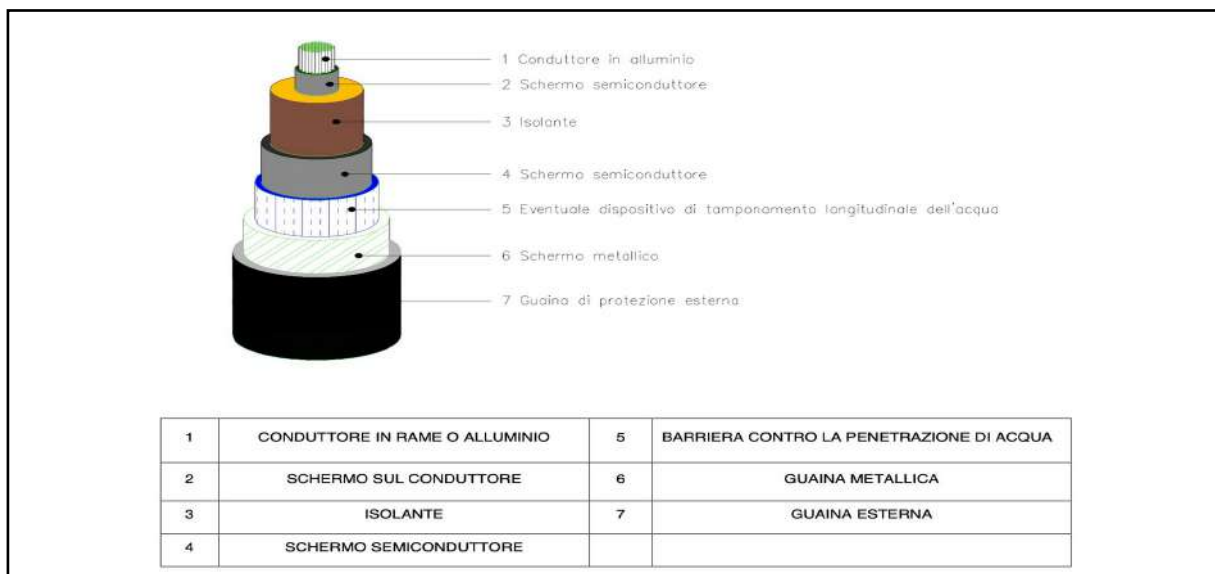 1 Conduttore in alluminio
2 Schermo semiconduttore
3 Isolante
4 Schermo semiconduttore
5 Eventuale dispositivo di tamponamento longitudinale dell'acqua
6 Schermo metallico
7 Guaina di protezione esterna
1 CONDUTTORE IN RAME O ALLUMINIO 5 BARRIERA CONTRO LA PENETRAZIONE DI ACQUA
2 SCHERMO SUL CONDUTTORE 6 GUAINA METALLICA
3 ISOLANTE 7 GUAINA ESTERNA
4 SCHERMO SEMICONDUTTORE